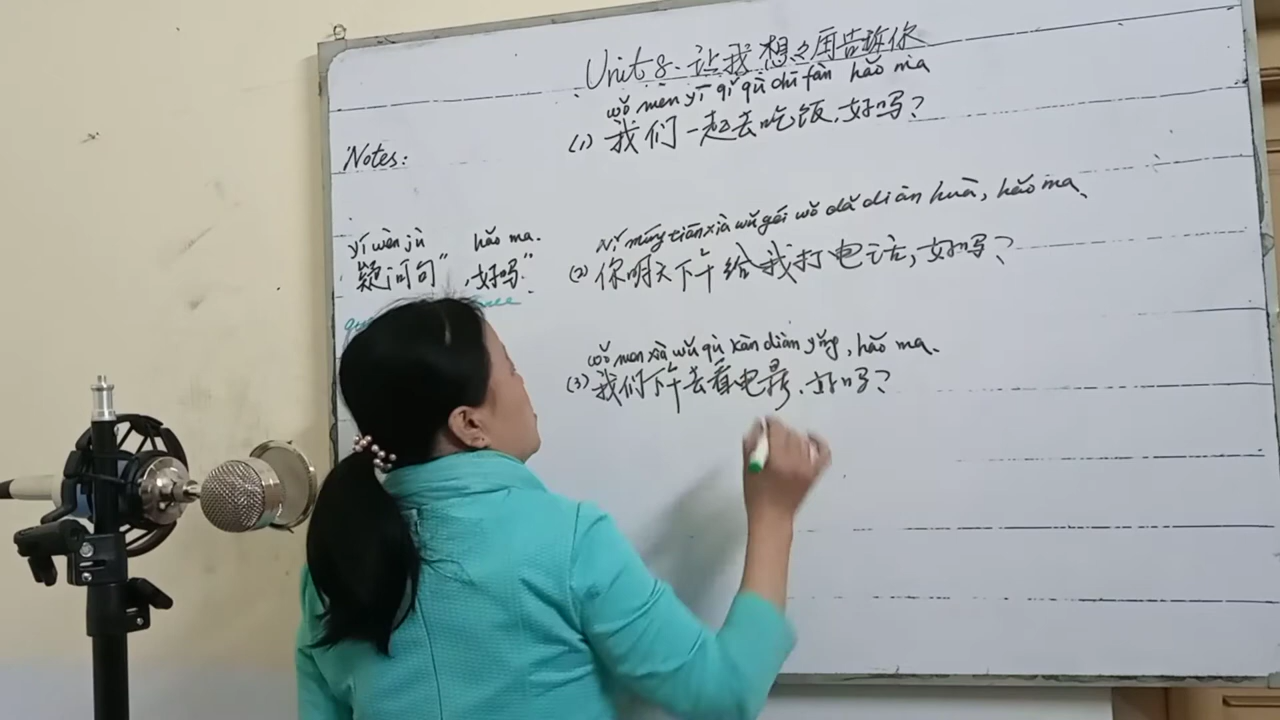 Unit 8. 让我想想再告诉你
wǒ men yī qǐ qù chī fàn hǎo ma
(1) 我们一起去吃饭,好吗?
Notes:
yí wèn jù hǎo ma.
疑问句“,好吗”
nǐ míng tiān xià wǔ gěi wǒ dǎ diàn huà, hǎo ma
(2) 你明天下午给我打电话,好吗?
wǒ men xià wǔ qù kàn diàn yǐng, hǎo ma.
(3) 我们下午去看电影,好吗?